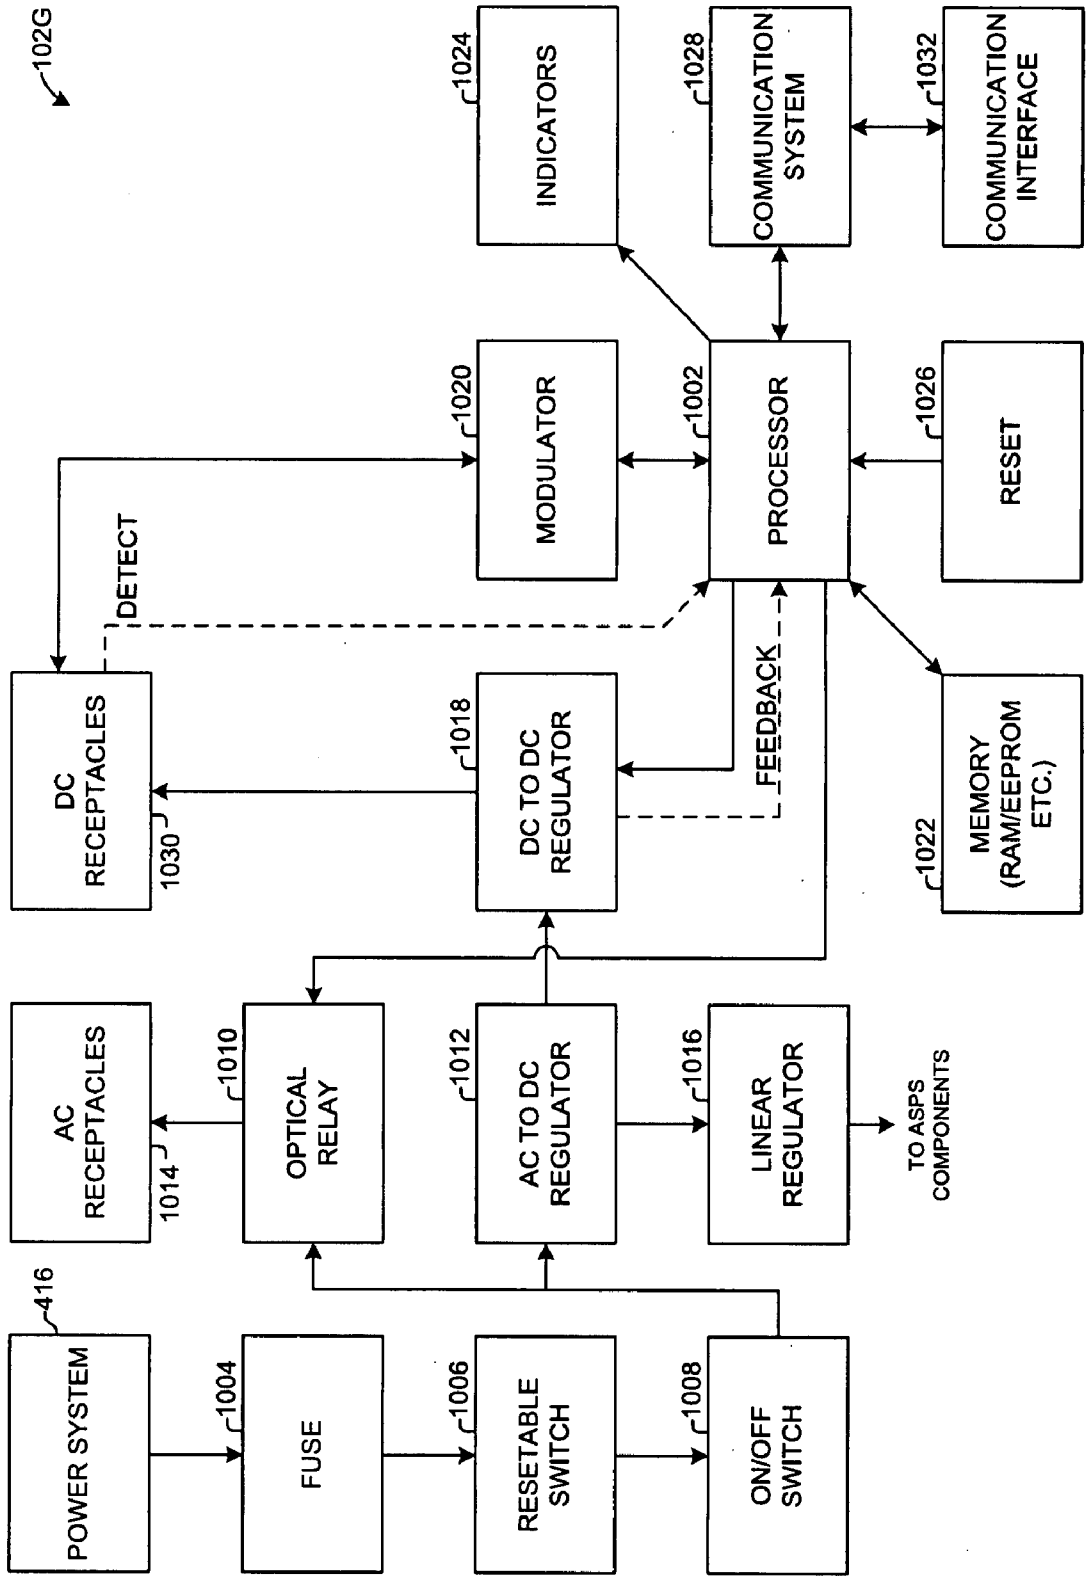 102G
POWER SYSTEM
416
FUSE
1004
RESETABLE
SWITCH
1006
ON/OFF
SWITCH
1008
AC
RECEPTACLES
1014
OPTICAL
RELAY
1010
AC TO DC
REGULATOR
1012
LINEAR
REGULATOR
1016
TO ASPS
COMPONENTS
DC
RECEPTACLES
1030
DETECT
DC TO DC
REGULATOR
1018
FEEDBACK
MEMORY
(RAM/EEPROM
ETC.)
1022
MODULATOR
1020
PROCESSOR
1002
RESET
1026
INDICATORS
1024
COMMUNICATION
SYSTEM
1028
COMMUNICATION
INTERFACE
1032